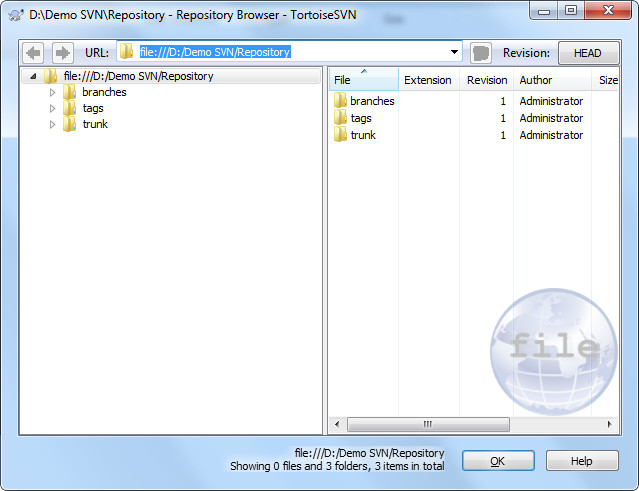 D:\Demo SVN\Repository - Repository Browser - TortoiseSVN
URL: file:///D:/Demo SVN/Repository Revision: HEAD
file:///D:/Demo SVN/Repository
branches
tags
trunk
File Extension Revision Author Size
branches 1 Administrator
tags 1 Administrator
trunk 1 Administrator
file
file:///D:/Demo SVN/Repository
Showing 0 files and 3 folders, 3 items in total
OK Help